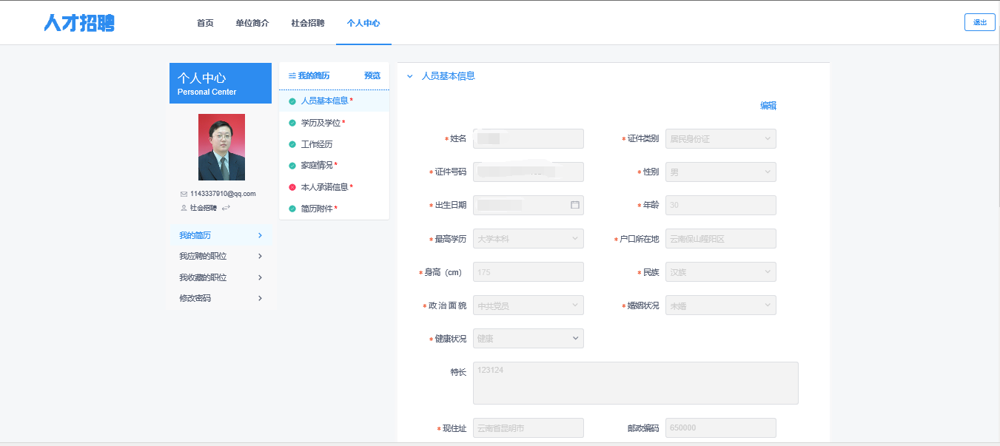 人才招聘
首页 单位简介 社会招聘 个人中心
退出
个人中心
Personal Center
1143337910@qq.com
社会招聘
我的简历
我应聘的职位
我收藏的职位
修改密码
我的简历 预览
人员基本信息*
学历及学位*
工作经历
家庭情况*
本人承诺信息*
简历附件*
人员基本信息
编辑
*姓名
*证件类别 居民身份证
*证件号码
*性别 男
*出生日期
*年龄 30
*最高学历 大学本科
*户口所在地 云南保山隆阳区
*身高（cm） 175
*民族 汉族
*政治面貌 中共党员
*婚姻状况 未婚
*健康状况 健康
特长 123124
*现住址 云南省昆明市
邮政编码 650000